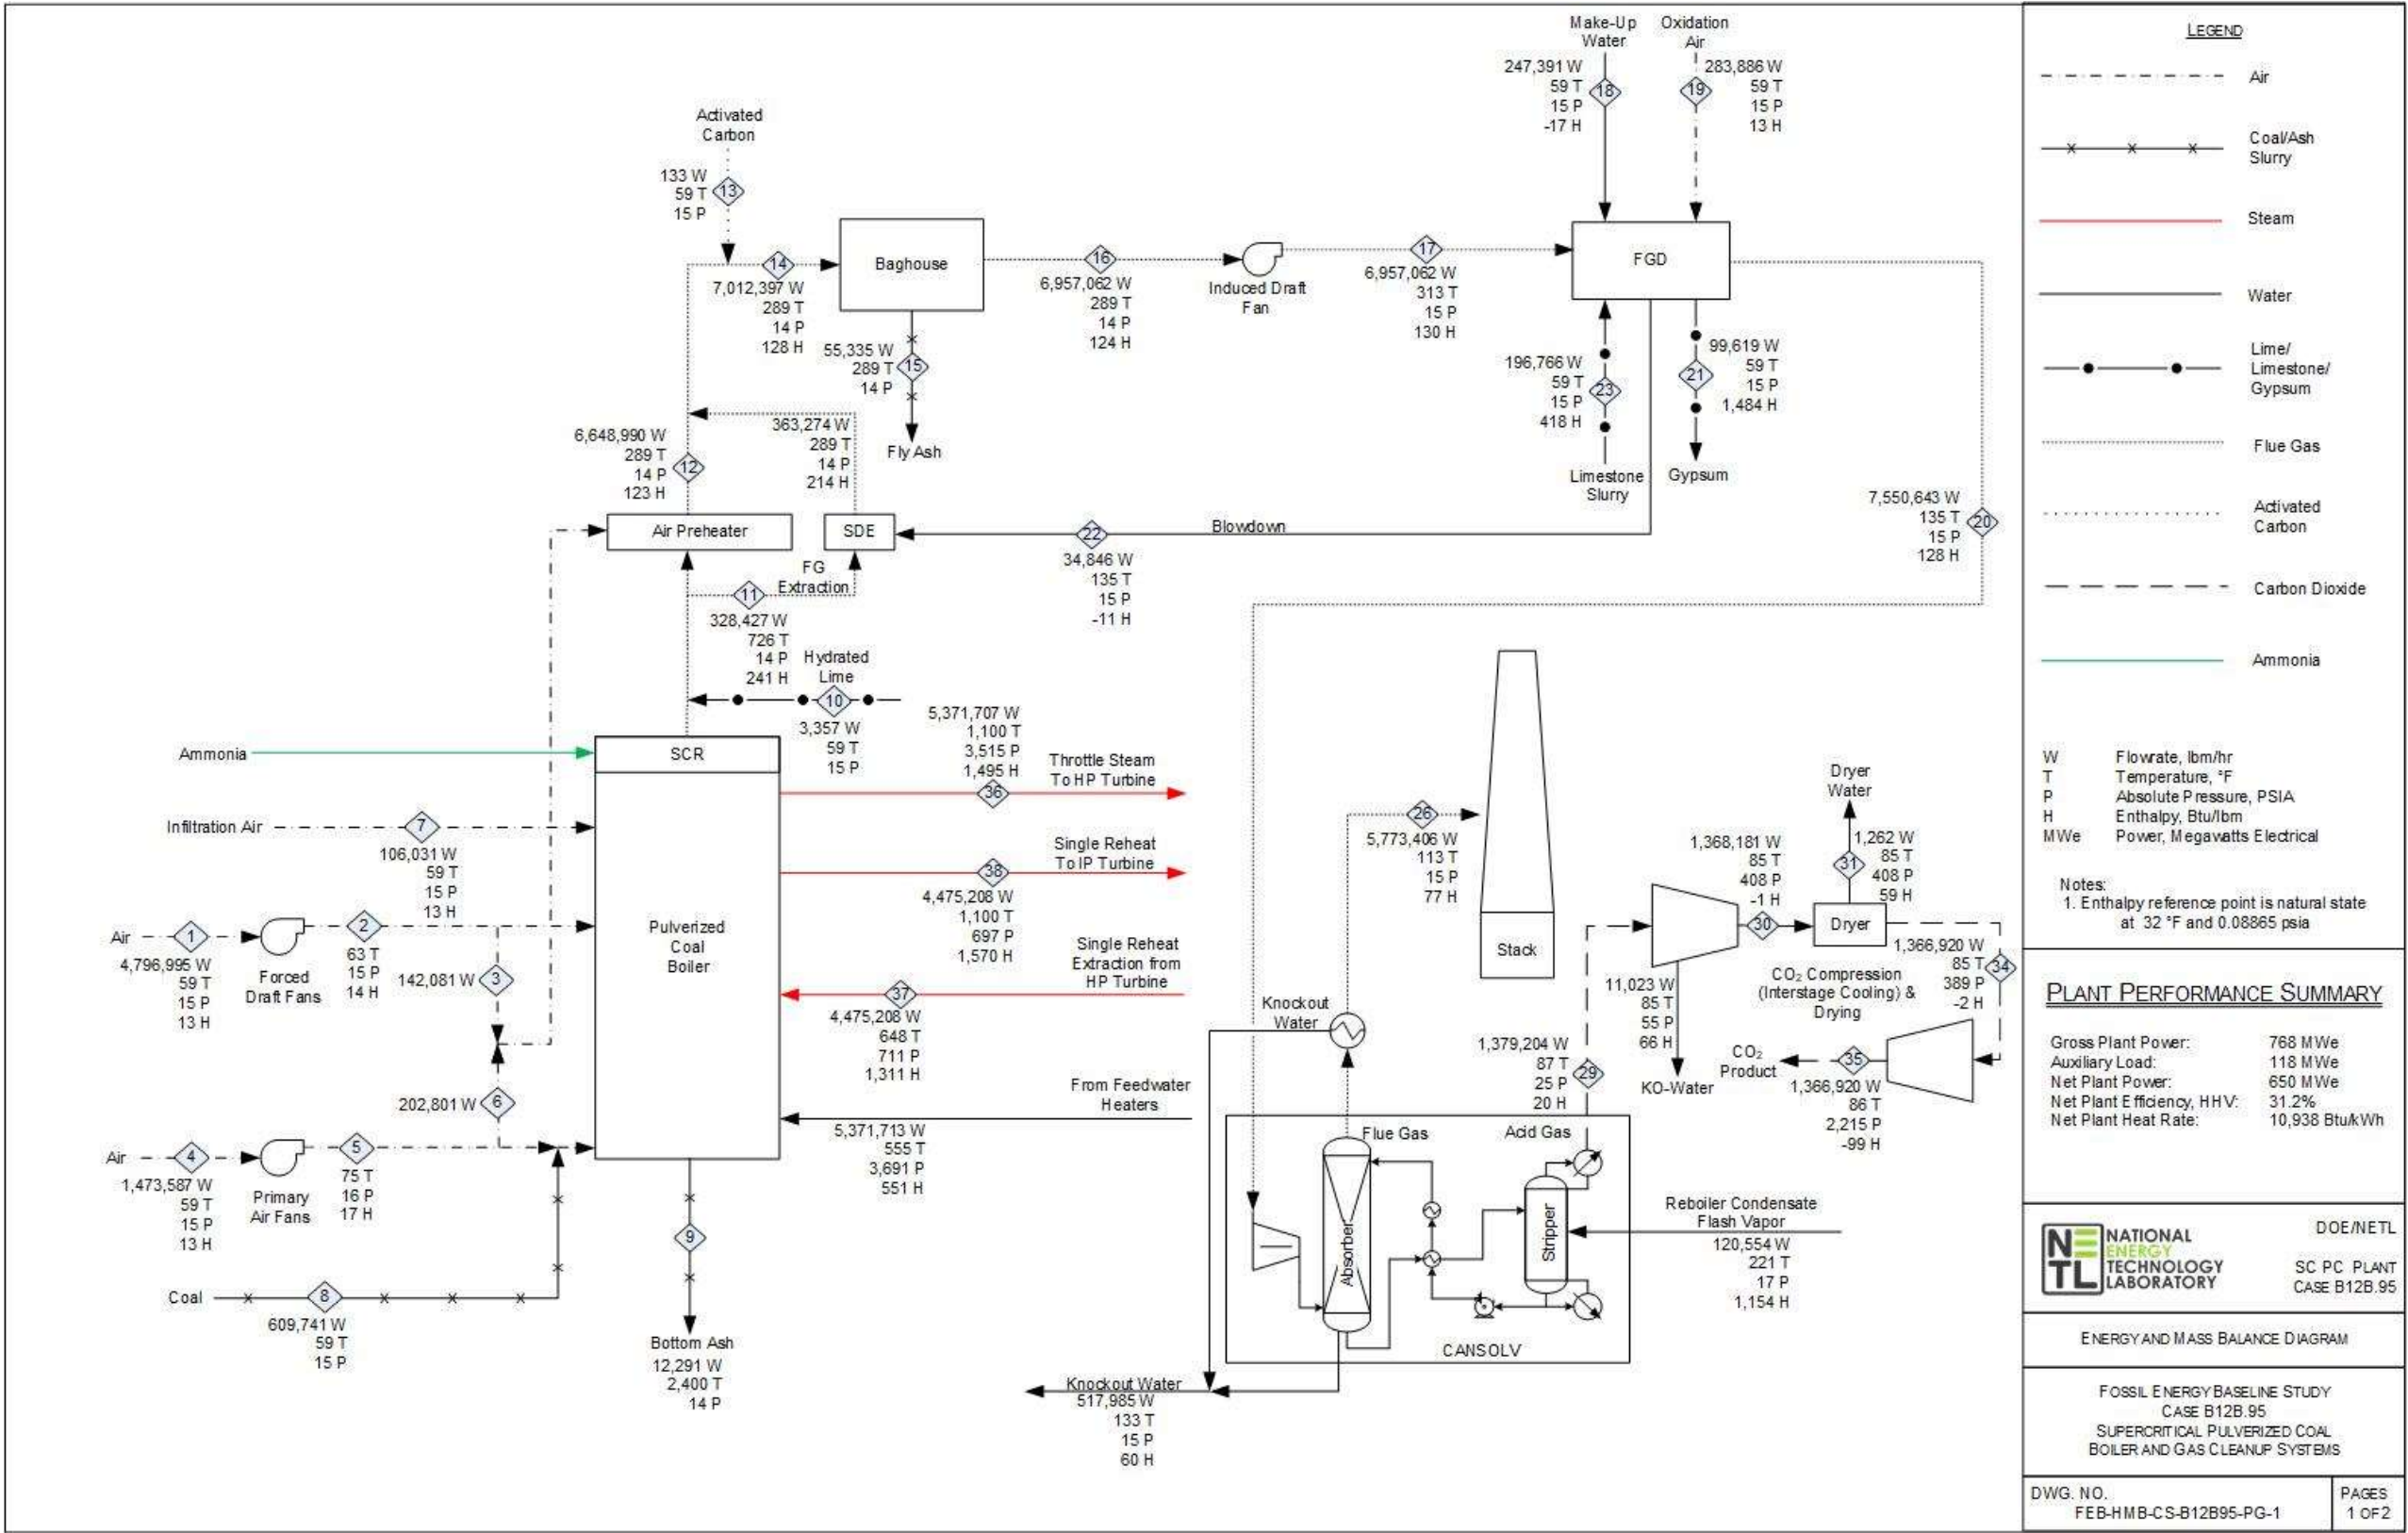 Make-Up
Water
247,391 W
59 T
15 P
-17 H
18
Oxidation
Air
283,886 W
59 T
15 P
13 H
19
Activated
Carbon
133 W
59 T
15 P
13
14
7,012,397 W
289 T
14 P
128 H
Baghouse
16
6,957,062 W
289 T
14 P
124 H
Induced Draft
Fan
17
6,957,062 W
313 T
15 P
130 H
FGD
55,335 W
289 T
14 P
15
Fly Ash
196,766 W
59 T
15 P
418 H
23
Limestone
Slurry
99,619 W
59 T
15 P
1,484 H
21
Gypsum
6,648,990 W
289 T
14 P
123 H
12
363,274 W
289 T
14 P
214 H
7,550,643 W
135 T
15 P
128 H
20
Air Preheater
SDE
22
Blowdown
34,846 W
135 T
15 P
-11 H
FG
Extraction
11
328,427 W
726 T
14 P
241 H
Hydrated
Lime
10
3,357 W
59 T
15 P
Ammonia
SCR
5,371,707 W
1,100 T
3,515 P
1,495 H
36
Throttle Steam
To HP Turbine
Infiltration Air
7
106,031 W
59 T
15 P
13 H
38
Single Reheat
To IP Turbine
4,475,208 W
1,100 T
697 P
1,570 H
Air
1
4,796,995 W
59 T
15 P
13 H
Forced
Draft Fans
2
63 T
15 P
14 H
142,081 W
3
Pulverized
Coal
Boiler
Single Reheat
Extraction from
HP Turbine
37
4,475,208 W
648 T
711 P
1,311 H
202,801 W
6
From Feedwater
Heaters
5,371,713 W
555 T
3,691 P
551 H
Air
4
1,473,587 W
59 T
15 P
13 H
Primary
Air Fans
5
75 T
16 P
17 H
Coal
8
609,741 W
59 T
15 P
9
Bottom Ash
12,291 W
2,400 T
14 P
26
5,773,406 W
113 T
15 P
77 H
Stack
Knockout
Water
1,379,204 W
87 T
25 P
20 H
29
1,368,181 W
85 T
408 P
-1 H
30
Dryer
Water
1,262 W
85 T
408 P
59 H
31
Dryer
1,366,920 W
85 T
389 P
-2 H
34
CO₂ Compression
(Interstage Cooling) &
Drying
11,023 W
85 T
55 P
66 H
KO-Water
CO₂
Product
35
1,366,920 W
86 T
2,215 P
-99 H
Flue Gas
Acid Gas
Absorber
Stripper
CANSOLV
Reboiler Condensate
Flash Vapor
120,554 W
221 T
17 P
1,154 H
Knockout Water
517,985 W
133 T
15 P
60 H
LEGEND
Air
Coal/Ash
Slurry
Steam
Water
Lime/
Limestone/
Gypsum
Flue Gas
Activated
Carbon
Carbon Dioxide
Ammonia
W Flowrate, lbm/hr
T Temperature, °F
P Absolute Pressure, PSIA
H Enthalpy, Btu/lbm
MWe Power, Megawatts Electrical
Notes:
1. Enthalpy reference point is natural state
at 32 °F and 0.08865 psia
PLANT PERFORMANCE SUMMARY
Gross Plant Power: 768 MWe
Auxiliary Load: 118 MWe
Net Plant Power: 650 MWe
Net Plant Efficiency, HHV: 31.2%
Net Plant Heat Rate: 10,938 Btu/kWh
NETL
NATIONAL
ENERGY
TECHNOLOGY
LABORATORY
DOE/NETL
SC PC PLANT
CASE B12B.95
ENERGY AND MASS BALANCE DIAGRAM
FOSSIL ENERGY BASELINE STUDY
CASE B12B.95
SUPERCRITICAL PULVERIZED COAL
BOILER AND GAS CLEANUP SYSTEMS
DWG. NO.
FEB-HMB-CS-B12B95-PG-1
PAGES
1 OF 2